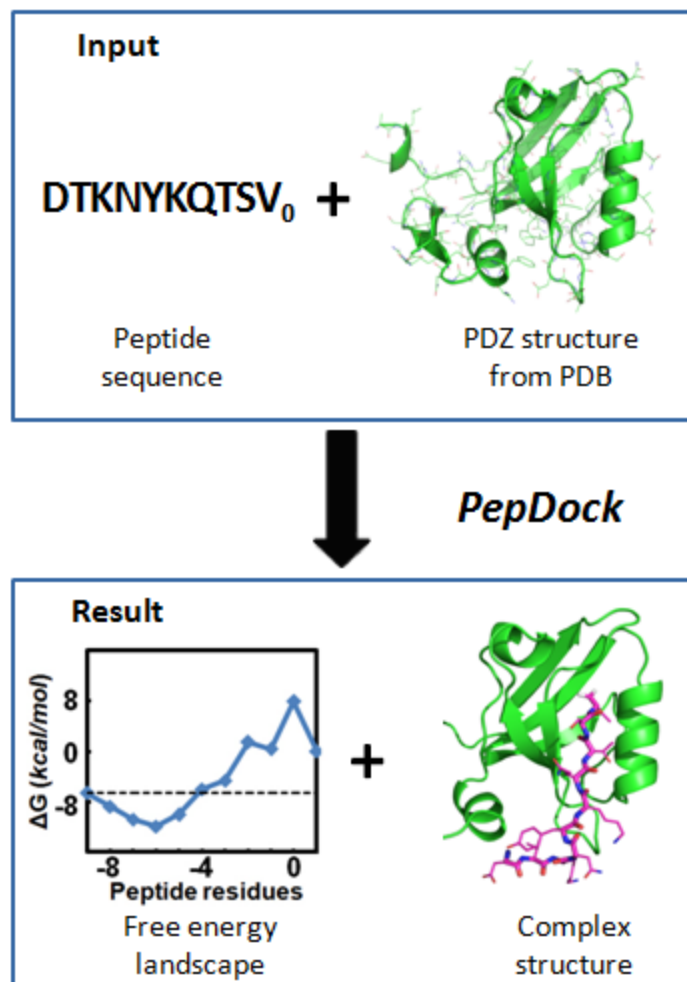 Input
DTKNYKQTSV₀ +
Peptide
sequence
PDZ structure
from PDB
PepDock
Result
ΔG (kcal/mol)
8
0
-8
-8 -4 0
Peptide residues
+
Free energy
landscape
Complex
structure